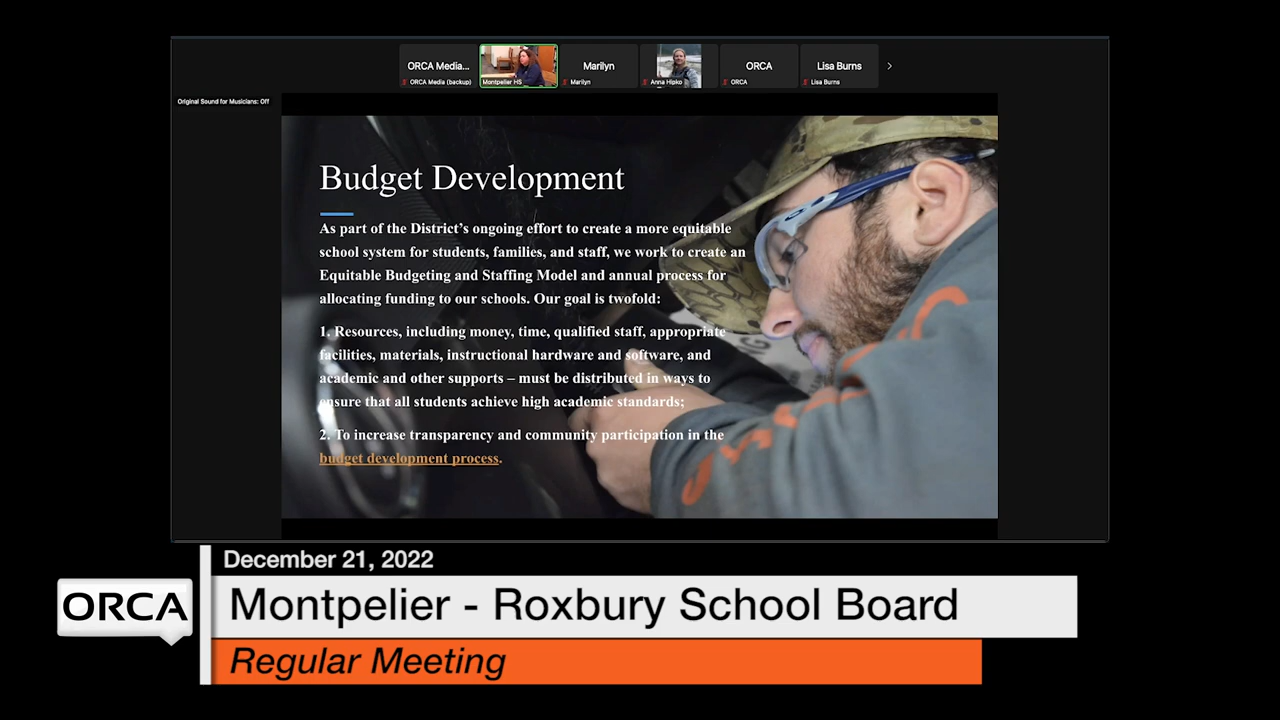 ORCA Media... Marilyn ORCA Lisa Burns
ORCA Media (backup) Montpelier HS Marilyn Anna Hipko ORCA Lisa Burns
Original Sound for Musicians: Off
Budget Development
As part of the District's ongoing effort to create a more equitable
school system for students, families, and staff, we work to create an
Equitable Budgeting and Staffing Model and annual process for
allocating funding to our schools. Our goal is twofold:
1. Resources, including money, time, qualified staff, appropriate
facilities, materials, instructional hardware and software, and
academic and other supports – must be distributed in ways to
ensure that all students achieve high academic standards;
2. To increase transparency and community participation in the
budget development process.
December 21, 2022
ORCA
Montpelier - Roxbury School Board
Regular Meeting